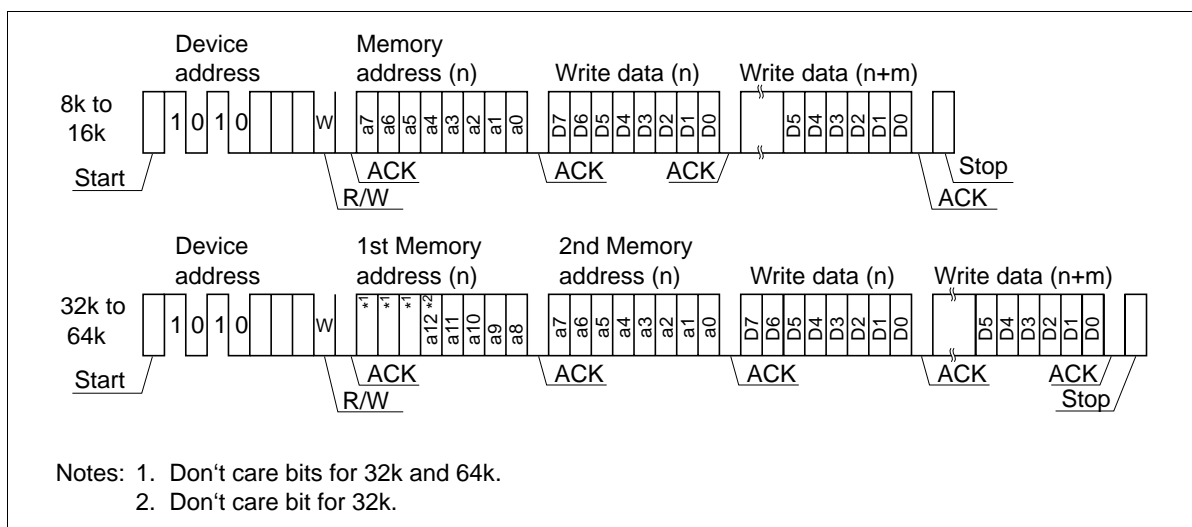 Device Memory
address address (n) Write data (n) Write data (n+m)
8k to
16k
1 0 1 0 W a7 a6 a5 a4 a3 a2 a1 a0 D7 D6 D5 D4 D3 D2 D1 D0 D5 D4 D3 D2 D1 D0
Start ACK ACK ACK Stop
R/W ACK
Device 1st Memory 2nd Memory
address address (n) address (n) Write data (n) Write data (n+m)
32k to
64k
1 0 1 0 W *1 *1 *1 a12*2 a11 a10 a9 a8 a7 a6 a5 a4 a3 a2 a1 a0 D7 D6 D5 D4 D3 D2 D1 D0 D5 D4 D3 D2 D1 D0
Start ACK ACK ACK ACK ACK
R/W Stop
Notes: 1. Don‘t care bits for 32k and 64k.
2. Don‘t care bit for 32k.